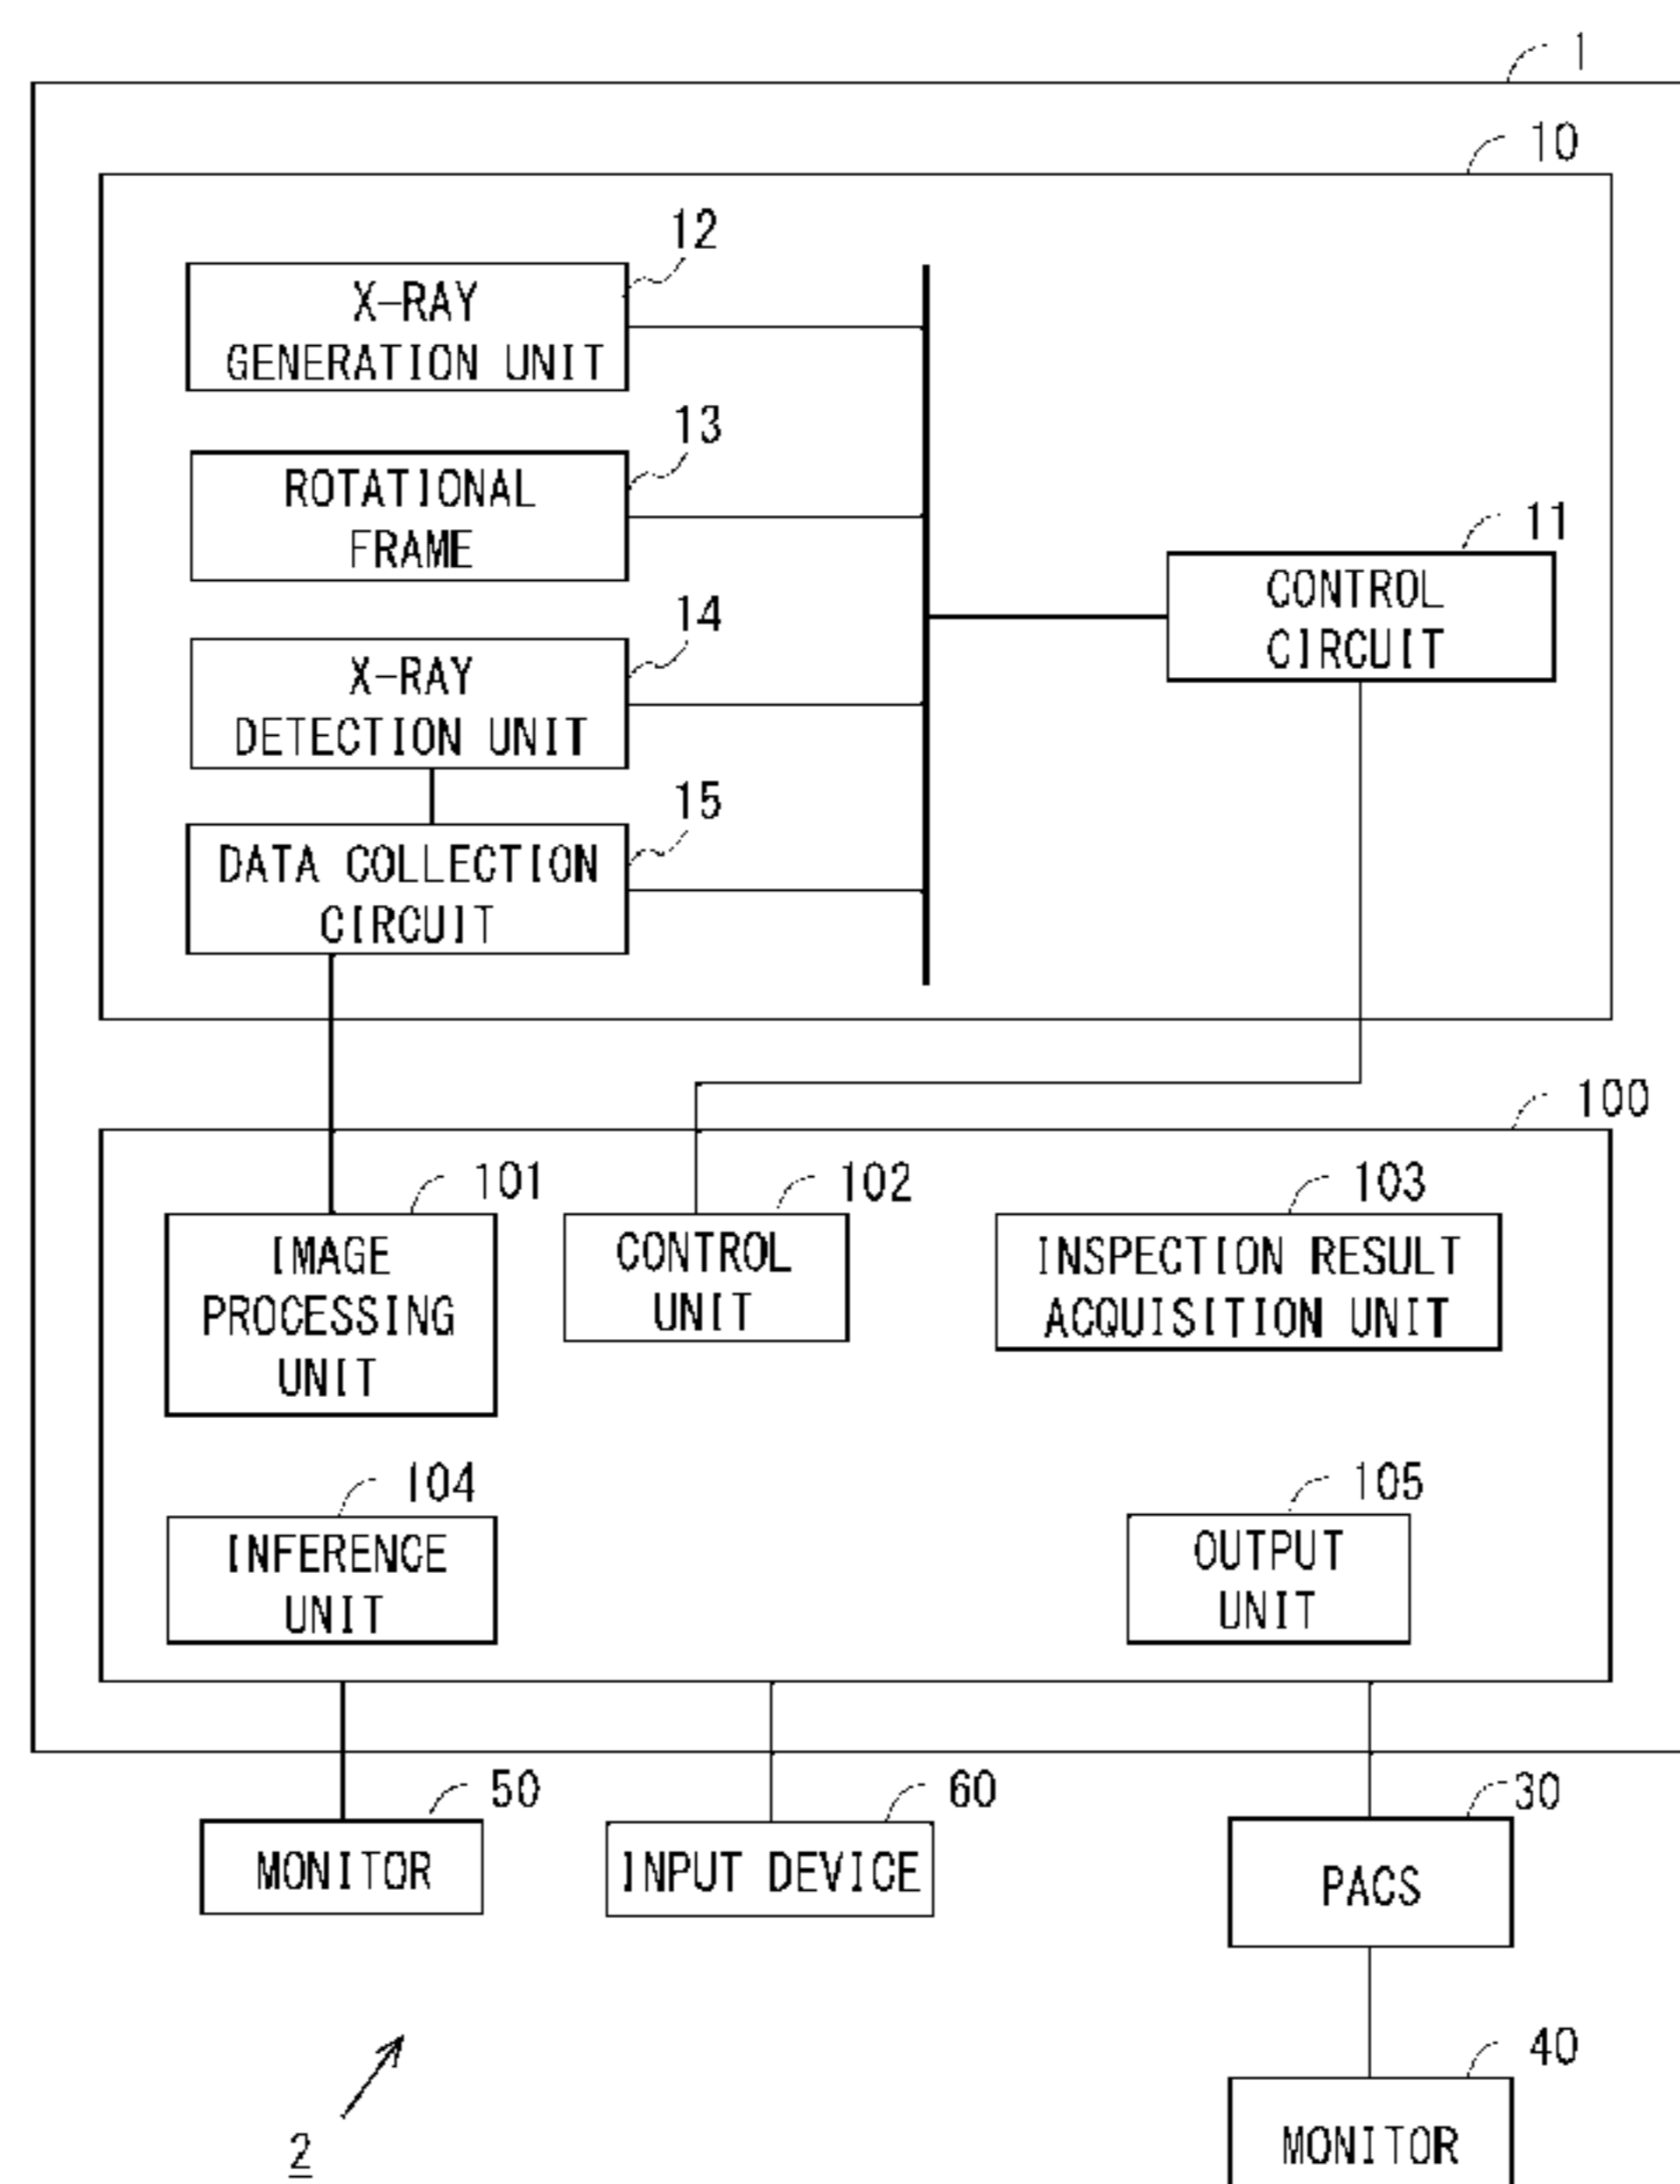 1
10
12
X-RAY
GENERATION UNIT
13
ROTATIONAL
FRAME
11
CONTROL
CIRCUIT
14
X-RAY
DETECTION UNIT
15
DATA COLLECTION
CIRCUIT
100
101
IMAGE
PROCESSING
UNIT
102
CONTROL
UNIT
103
INSPECTION RESULT
ACQUISITION UNIT
104
INFERENCE
UNIT
105
OUTPUT
UNIT
50
MONITOR
60
INPUT DEVICE
30
PACS
40
MONITOR
2